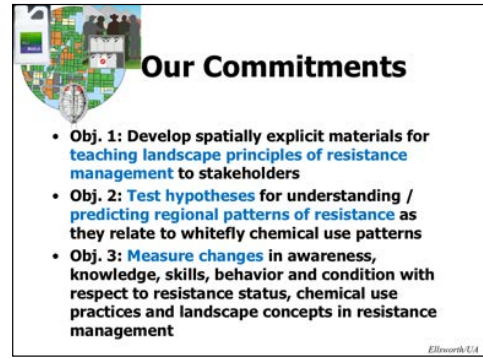 Our Commitments
• Obj. 1: Develop spatially explicit materials for
teaching landscape principles of resistance
management to stakeholders
• Obj. 2: Test hypotheses for understanding /
predicting regional patterns of resistance as
they relate to whitefly chemical use patterns
• Obj. 3: Measure changes in awareness,
knowledge, skills, behavior and condition with
respect to resistance status, chemical use
practices and landscape concepts in resistance
management
Ellsworth/UA